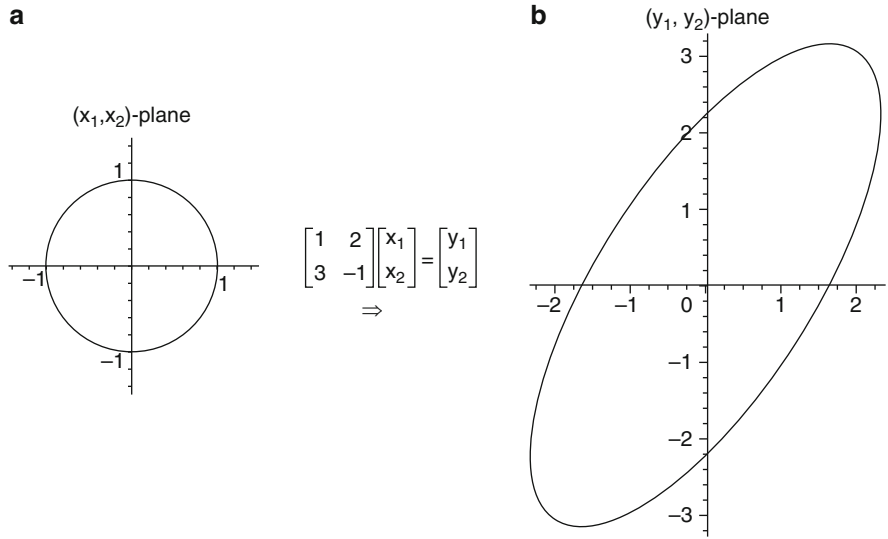 a
(x₁,x₂)-plane
1
−1
1
−1
[1 2] [x₁] = [y₁]
[3 −1] [x₂] [y₂]
⇒
b
(y₁, y₂)-plane
3
2
1
−2 −1 0 1 2
−1
−2
−3